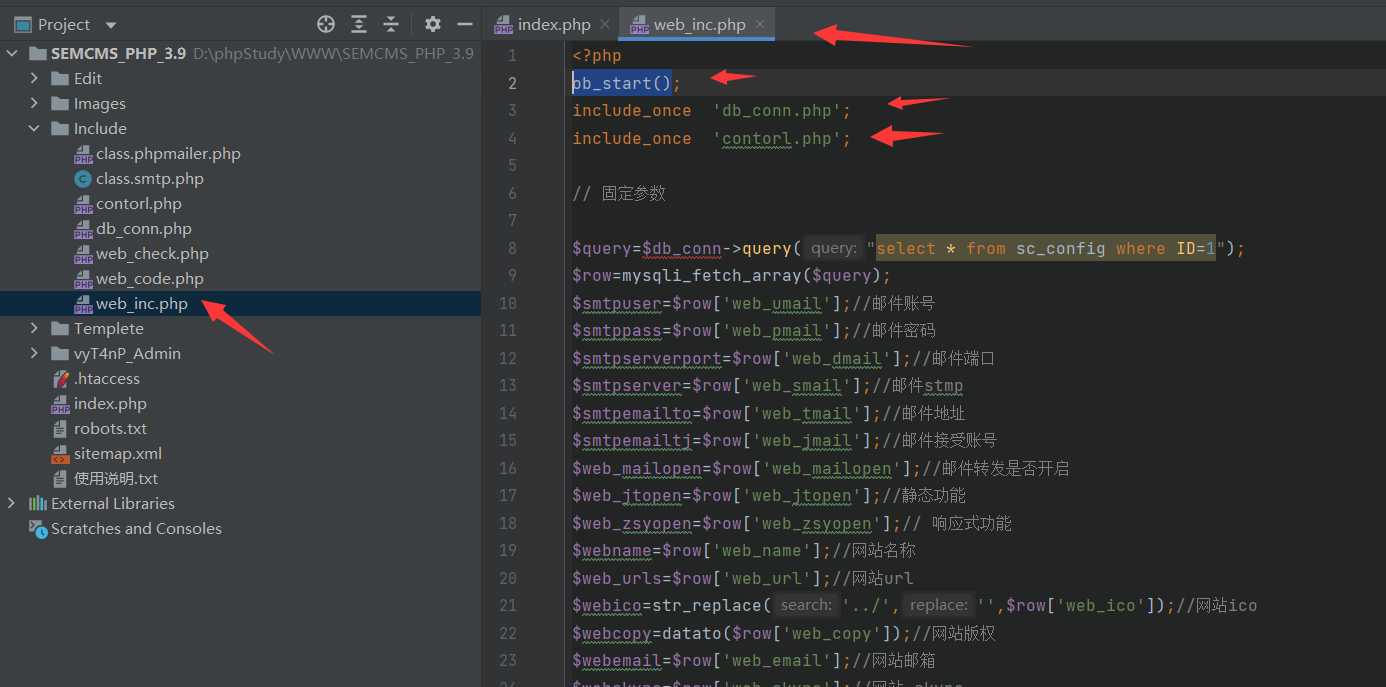 Project
index.php
web_inc.php
SEMCMS_PHP_3.9 D:\phpStudy\WWW\SEMCMS_PHP_3.9
Edit
Images
Include
class.phpmailer.php
class.smtp.php
contorl.php
db_conn.php
web_check.php
web_code.php
web_inc.php
Templete
vyT4nP_Admin
.htaccess
index.php
robots.txt
sitemap.xml
使用说明.txt
External Libraries
Scratches and Consoles
1 <?php
2 ob_start();
3 include_once 'db_conn.php';
4 include_once 'contorl.php';
5
6 // 固定参数
7
8 $query=$db_conn->query( query: "select * from sc_config where ID=1");
9 $row=mysqli_fetch_array($query);
10 $smtpuser=$row['web_umail'];//邮件账号
11 $smtppass=$row['web_pmail'];//邮件密码
12 $smtpserverport=$row['web_dmail'];//邮件端口
13 $smtpserver=$row['web_smail'];//邮件stmp
14 $smtpemailto=$row['web_tmail'];//邮件地址
15 $smtpemailtj=$row['web_jmail'];//邮件接受账号
16 $web_mailopen=$row['web_mailopen'];//邮件转发是否开启
17 $web_jtopen=$row['web_jtopen'];//静态功能
18 $web_zsyopen=$row['web_zsyopen'];// 响应式功能
19 $webname=$row['web_name'];//网站名称
20 $web_urls=$row['web_url'];//网站url
21 $webico=str_replace( search: '../', replace: '',$row['web_ico']);//网站ico
22 $webcopy=datato($row['web_copy']);//网站版权
23 $webemail=$row['web_email'];//网站邮箱